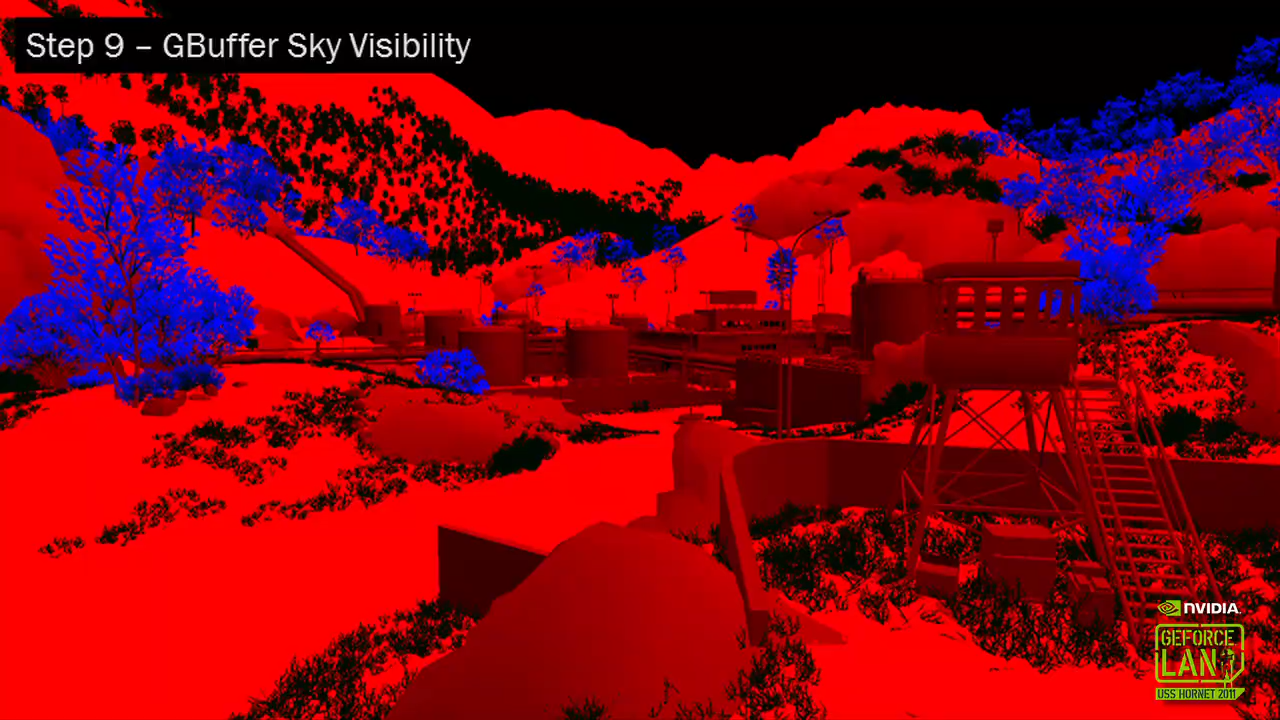 Step 9 – GBuffer Sky Visibility
NVIDIA.
GEFORCE
LAN
USS HORNET 2011